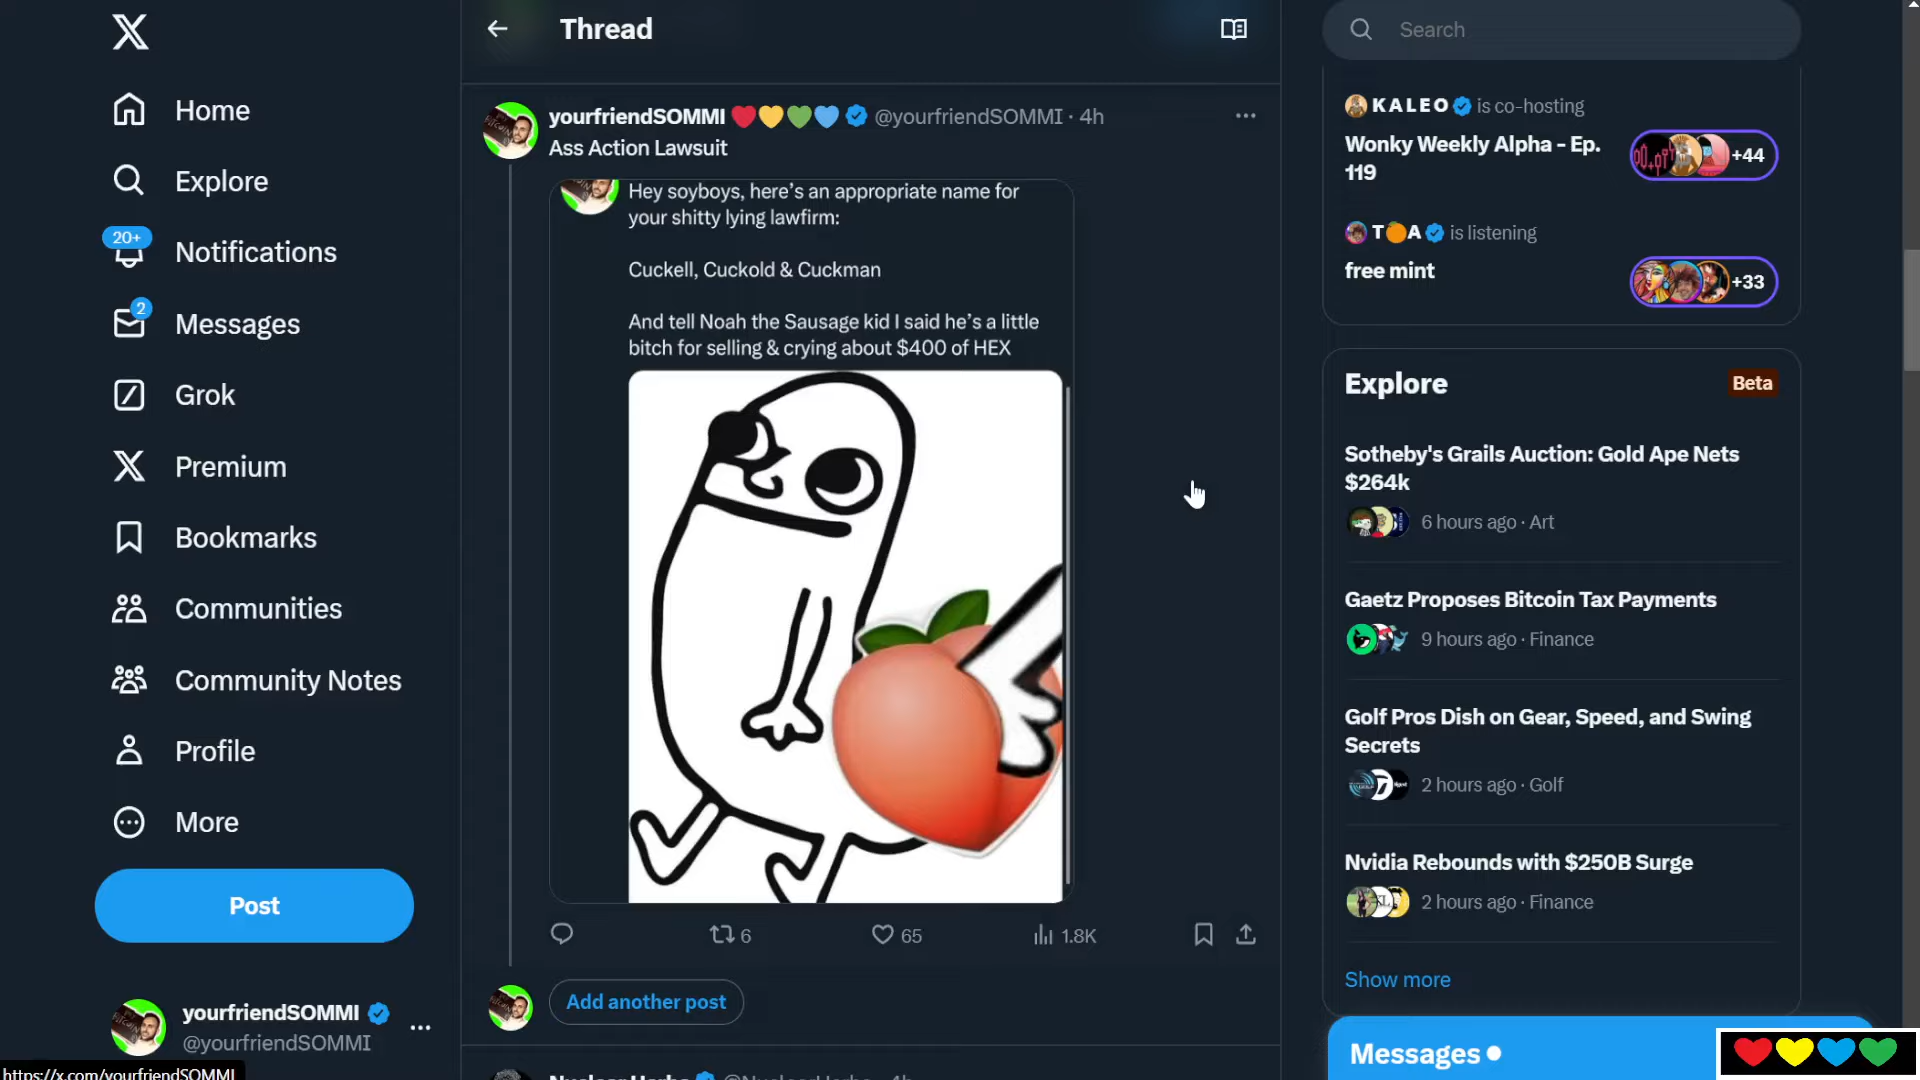 Home
Explore
20+
Notifications
2
Messages
Grok
Premium
Bookmarks
Communities
Community Notes
Profile
More
Post
yourfriendSOMMI
@yourfriendSOMMI
https://x.com/yourfriendSOMMI
Thread
yourfriendSOMMI ❤️💛💚💙 @yourfriendSOMMI · 4h
Ass Action Lawsuit
Hey soyboys, here's an appropriate name for
your shitty lying lawfirm:
Cuckell, Cuckold & Cuckman
And tell Noah the Sausage kid I said he's a little
bitch for selling & crying about $400 of HEX
6
65
1.8K
Add another post
Search
KALEO is co-hosting
Wonky Weekly Alpha - Ep.
119
+44
T🍊A is listening
free mint
+33
Explore
Beta
Sotheby's Grails Auction: Gold Ape Nets
$264k
6 hours ago · Art
Gaetz Proposes Bitcoin Tax Payments
9 hours ago · Finance
Golf Pros Dish on Gear, Speed, and Swing
Secrets
2 hours ago · Golf
Nvidia Rebounds with $250B Surge
2 hours ago · Finance
Show more
Messages